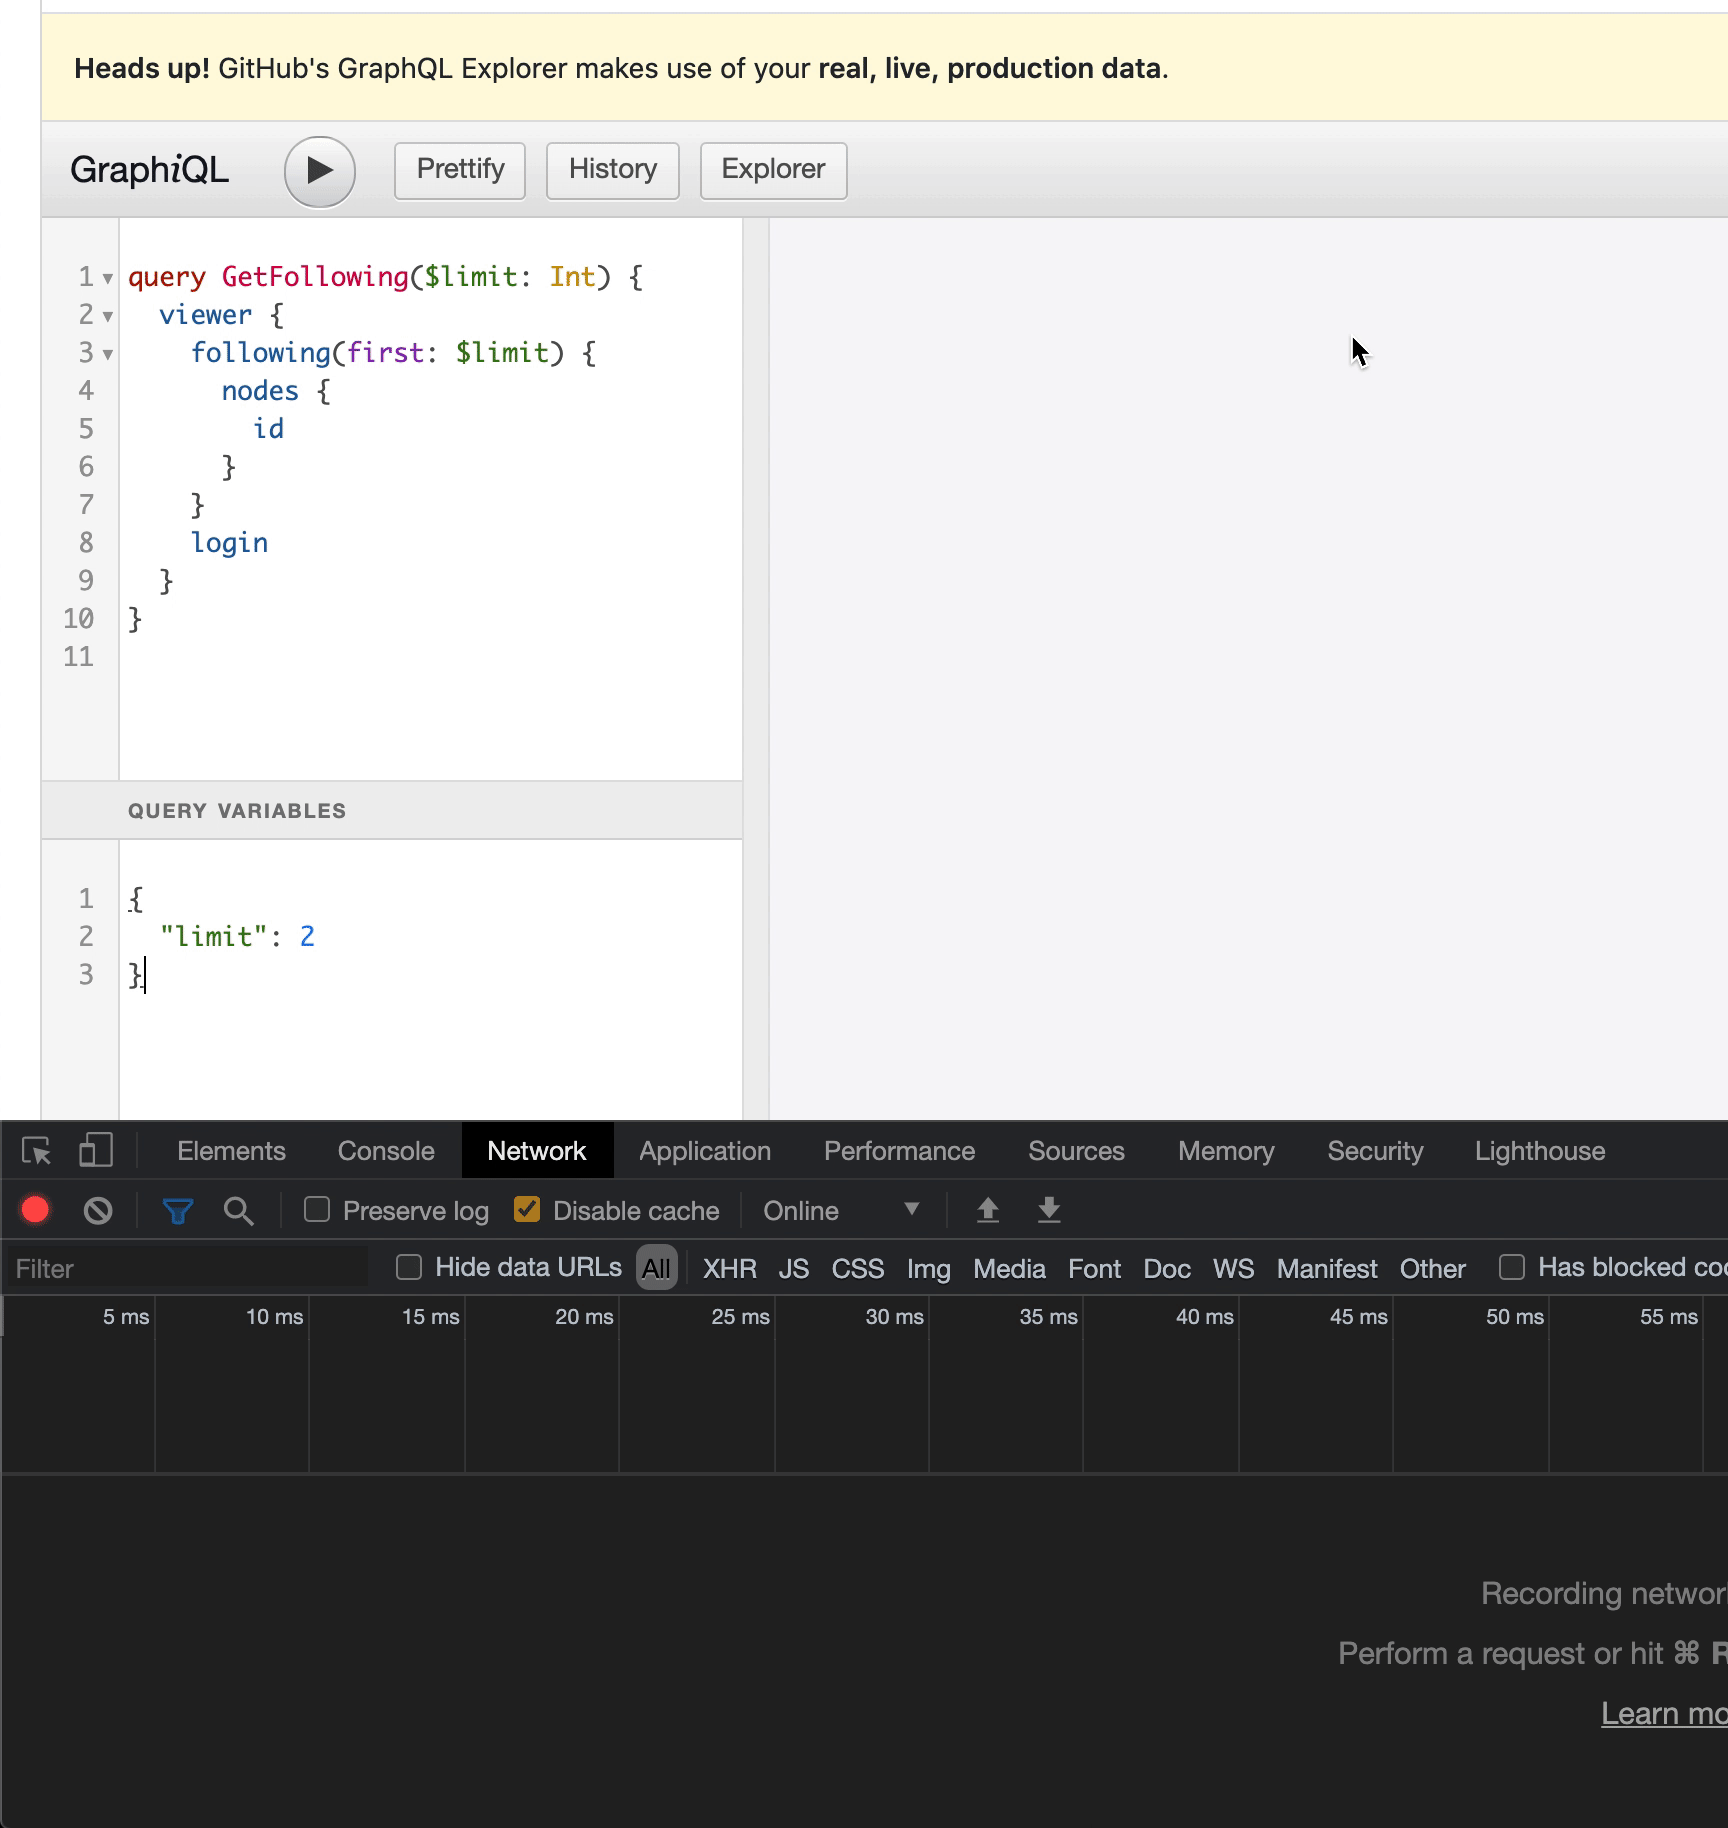 Heads up! GitHub's GraphQL Explorer makes use of your real, live, production data.
GraphiQL Prettify History Explorer
1 query GetFollowing($limit: Int) {
2 viewer {
3 following(first: $limit) {
4 nodes {
5 id
6 }
7 }
8 login
9 }
10 }
11
QUERY VARIABLES
1 {
2 "limit": 2
3 }
Elements Console Network Application Performance Sources Memory Security Lighthouse
Preserve log Disable cache Online
Filter Hide data URLs All XHR JS CSS Img Media Font Doc WS Manifest Other Has blocked
5 ms 10 ms 15 ms 20 ms 25 ms 30 ms 35 ms 40 ms 45 ms 50 ms 55 ms
Recording
Perform a request or hit ⌘ R
Learn